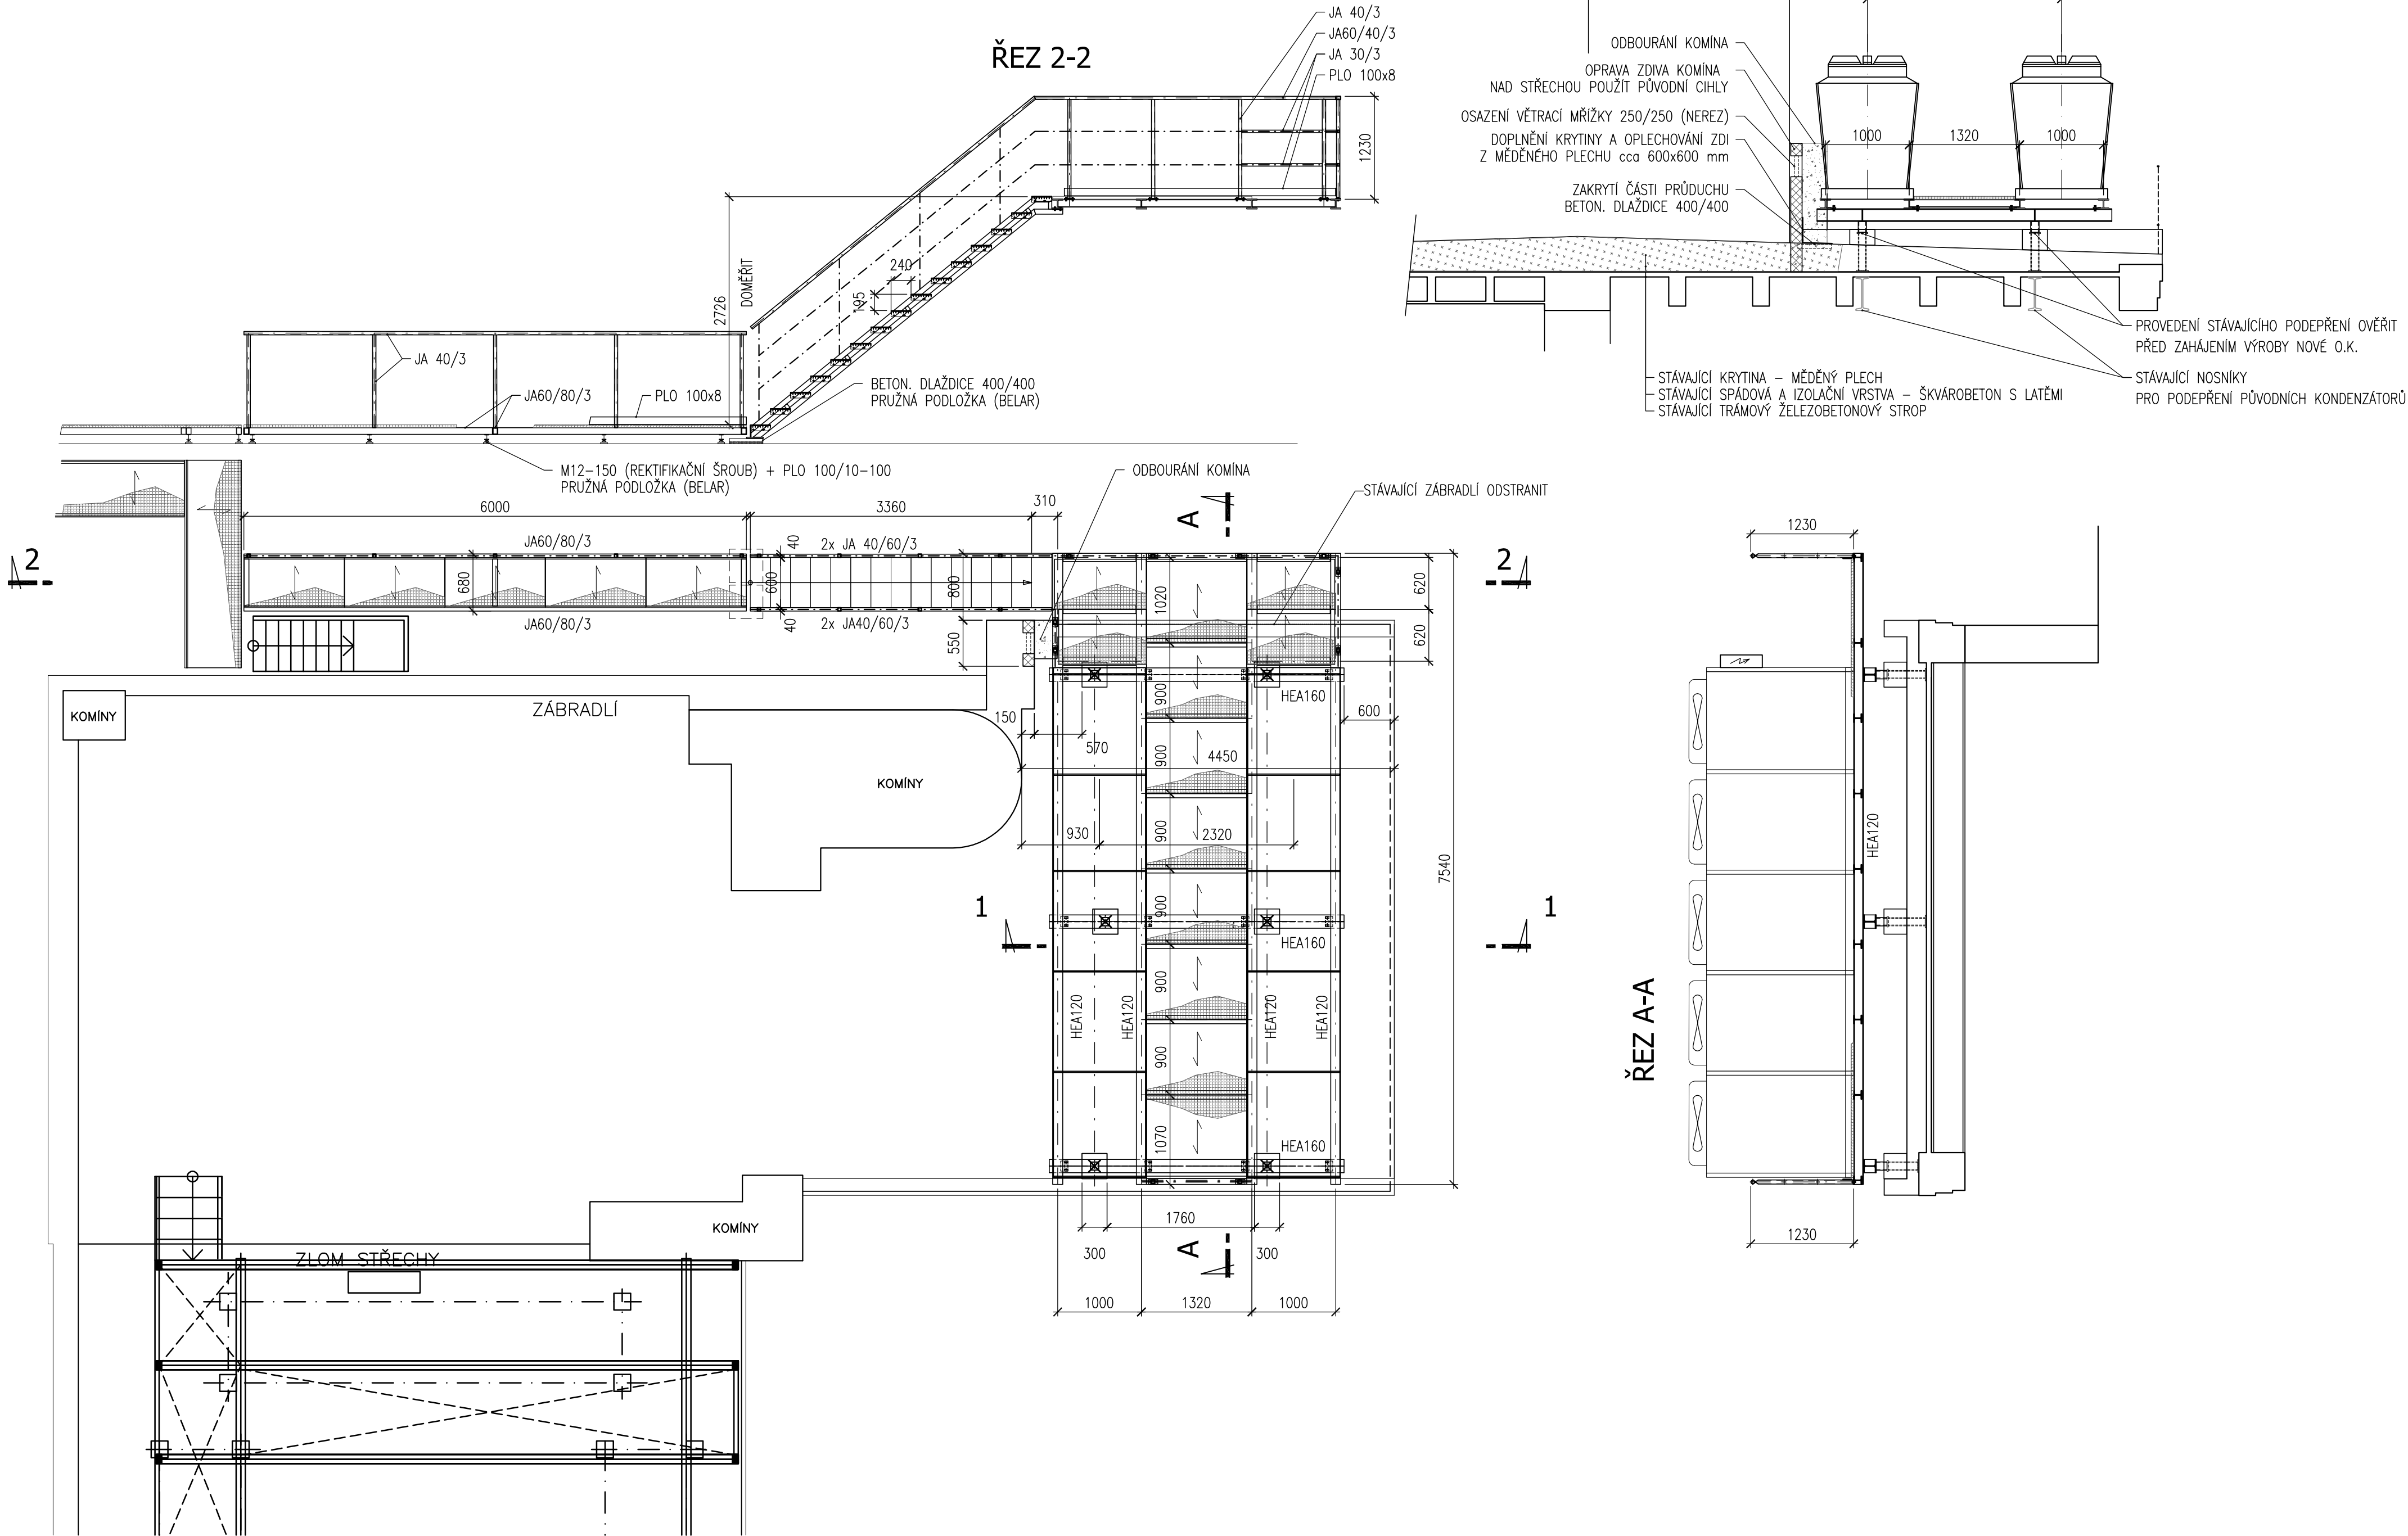 ŘEZ 2-2
JA 40/3
JA60/40/3
JA 30/3
PLO 100x8
1230
2726
DOMĚŘIT
240
195
JA 40/3
JA60/80/3
PLO 100x8
BETON. DLAŽDICE 400/400
PRUŽNÁ PODLOŽKA (BELAR)
M12–150 (REKTIFIKAČNÍ ŠROUB) + PLO 100/10–100
PRUŽNÁ PODLOŽKA (BELAR)
ODBOURÁNÍ KOMÍNA
OPRAVA ZDIVA KOMÍNA
NAD STŘECHOU POUŽÍT PŮVODNÍ CIHLY
OSAZENÍ VĚTRACÍ MŘÍŽKY 250/250 (NEREZ)
DOPLNĚNÍ KRYTINY A OPLECHOVÁNÍ ZDI
Z MĚDĚNÉHO PLECHU cca 600x600 mm
ZAKRYTÍ ČÁSTI PRŮDUCHU
BETON. DLAŽDICE 400/400
1000
1320
1000
PROVEDENÍ STÁVAJÍCÍHO PODEPŘENÍ OVĚŘIT
PŘED ZAHÁJENÍM VÝROBY NOVÉ O.K.
STÁVAJÍCÍ NOSNÍKY
PRO PODEPŘENÍ PŮVODNÍCH KONDENZÁTORŮ
STÁVAJÍCÍ KRYTINA – MĚDĚNÝ PLECH
STÁVAJÍCÍ SPÁDOVÁ A IZOLAČNÍ VRSTVA – ŠKVÁROBETON S LATĚMI
STÁVAJÍCÍ TRÁMOVÝ ŽELEZOBETONOVÝ STROP
ODBOURÁNÍ KOMÍNA
STÁVAJÍCÍ ZÁBRADLÍ ODSTRANIT
6000
3360
310
A
2
JA60/80/3
680
JA60/80/3
40
600
40
2x JA 40/60/3
2x JA40/60/3
800
550
1020
620
620
2
KOMÍNY
ZÁBRADLÍ
KOMÍNY
150
570
900
HEA160
600
900
4450
930
900
2320
7540
1
900
HEA160
1
900
HEA120
HEA120
HEA120
HEA120
900
1070
HEA160
1760
300
300
A
1000
1320
1000
KOMÍNY
ZLOM STŘECHY
1230
HEA120
ŘEZ A-A
1230